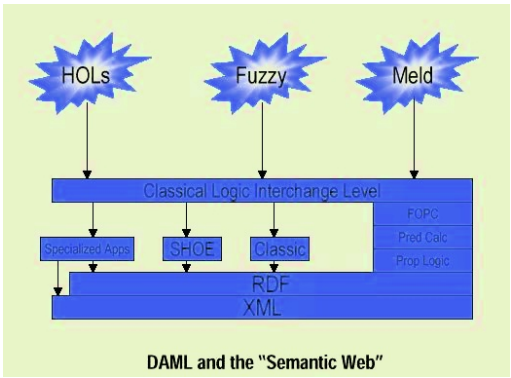 HOLs
Fuzzy
Meld
Classical Logic Interchange Level
FOPC
Pred Calc
Prop Logic
Specialized Apps
SHOE
Classic
RDF
XML
DAML and the "Semantic Web"